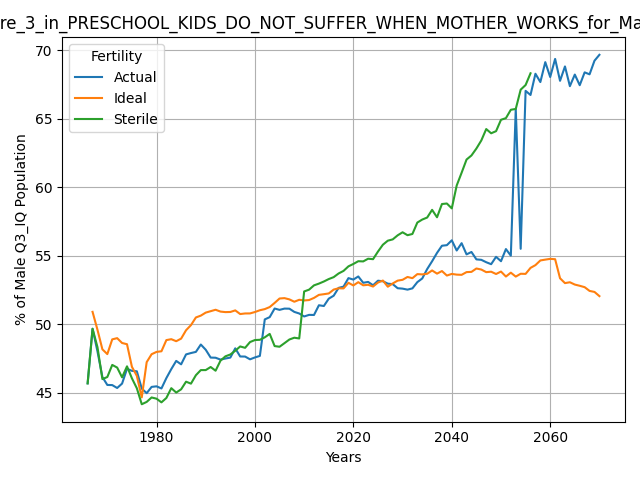 re_3_in_PRESCHOOL_KIDS_DO_NOT_SUFFER_WHEN_MOTHER_WORKS_for_Ma
Fertility
Actual
Ideal
Sterile
% of Male Q3_IQ Population
70
65
60
55
50
45
1980 2000 2020 2040 2060
Years